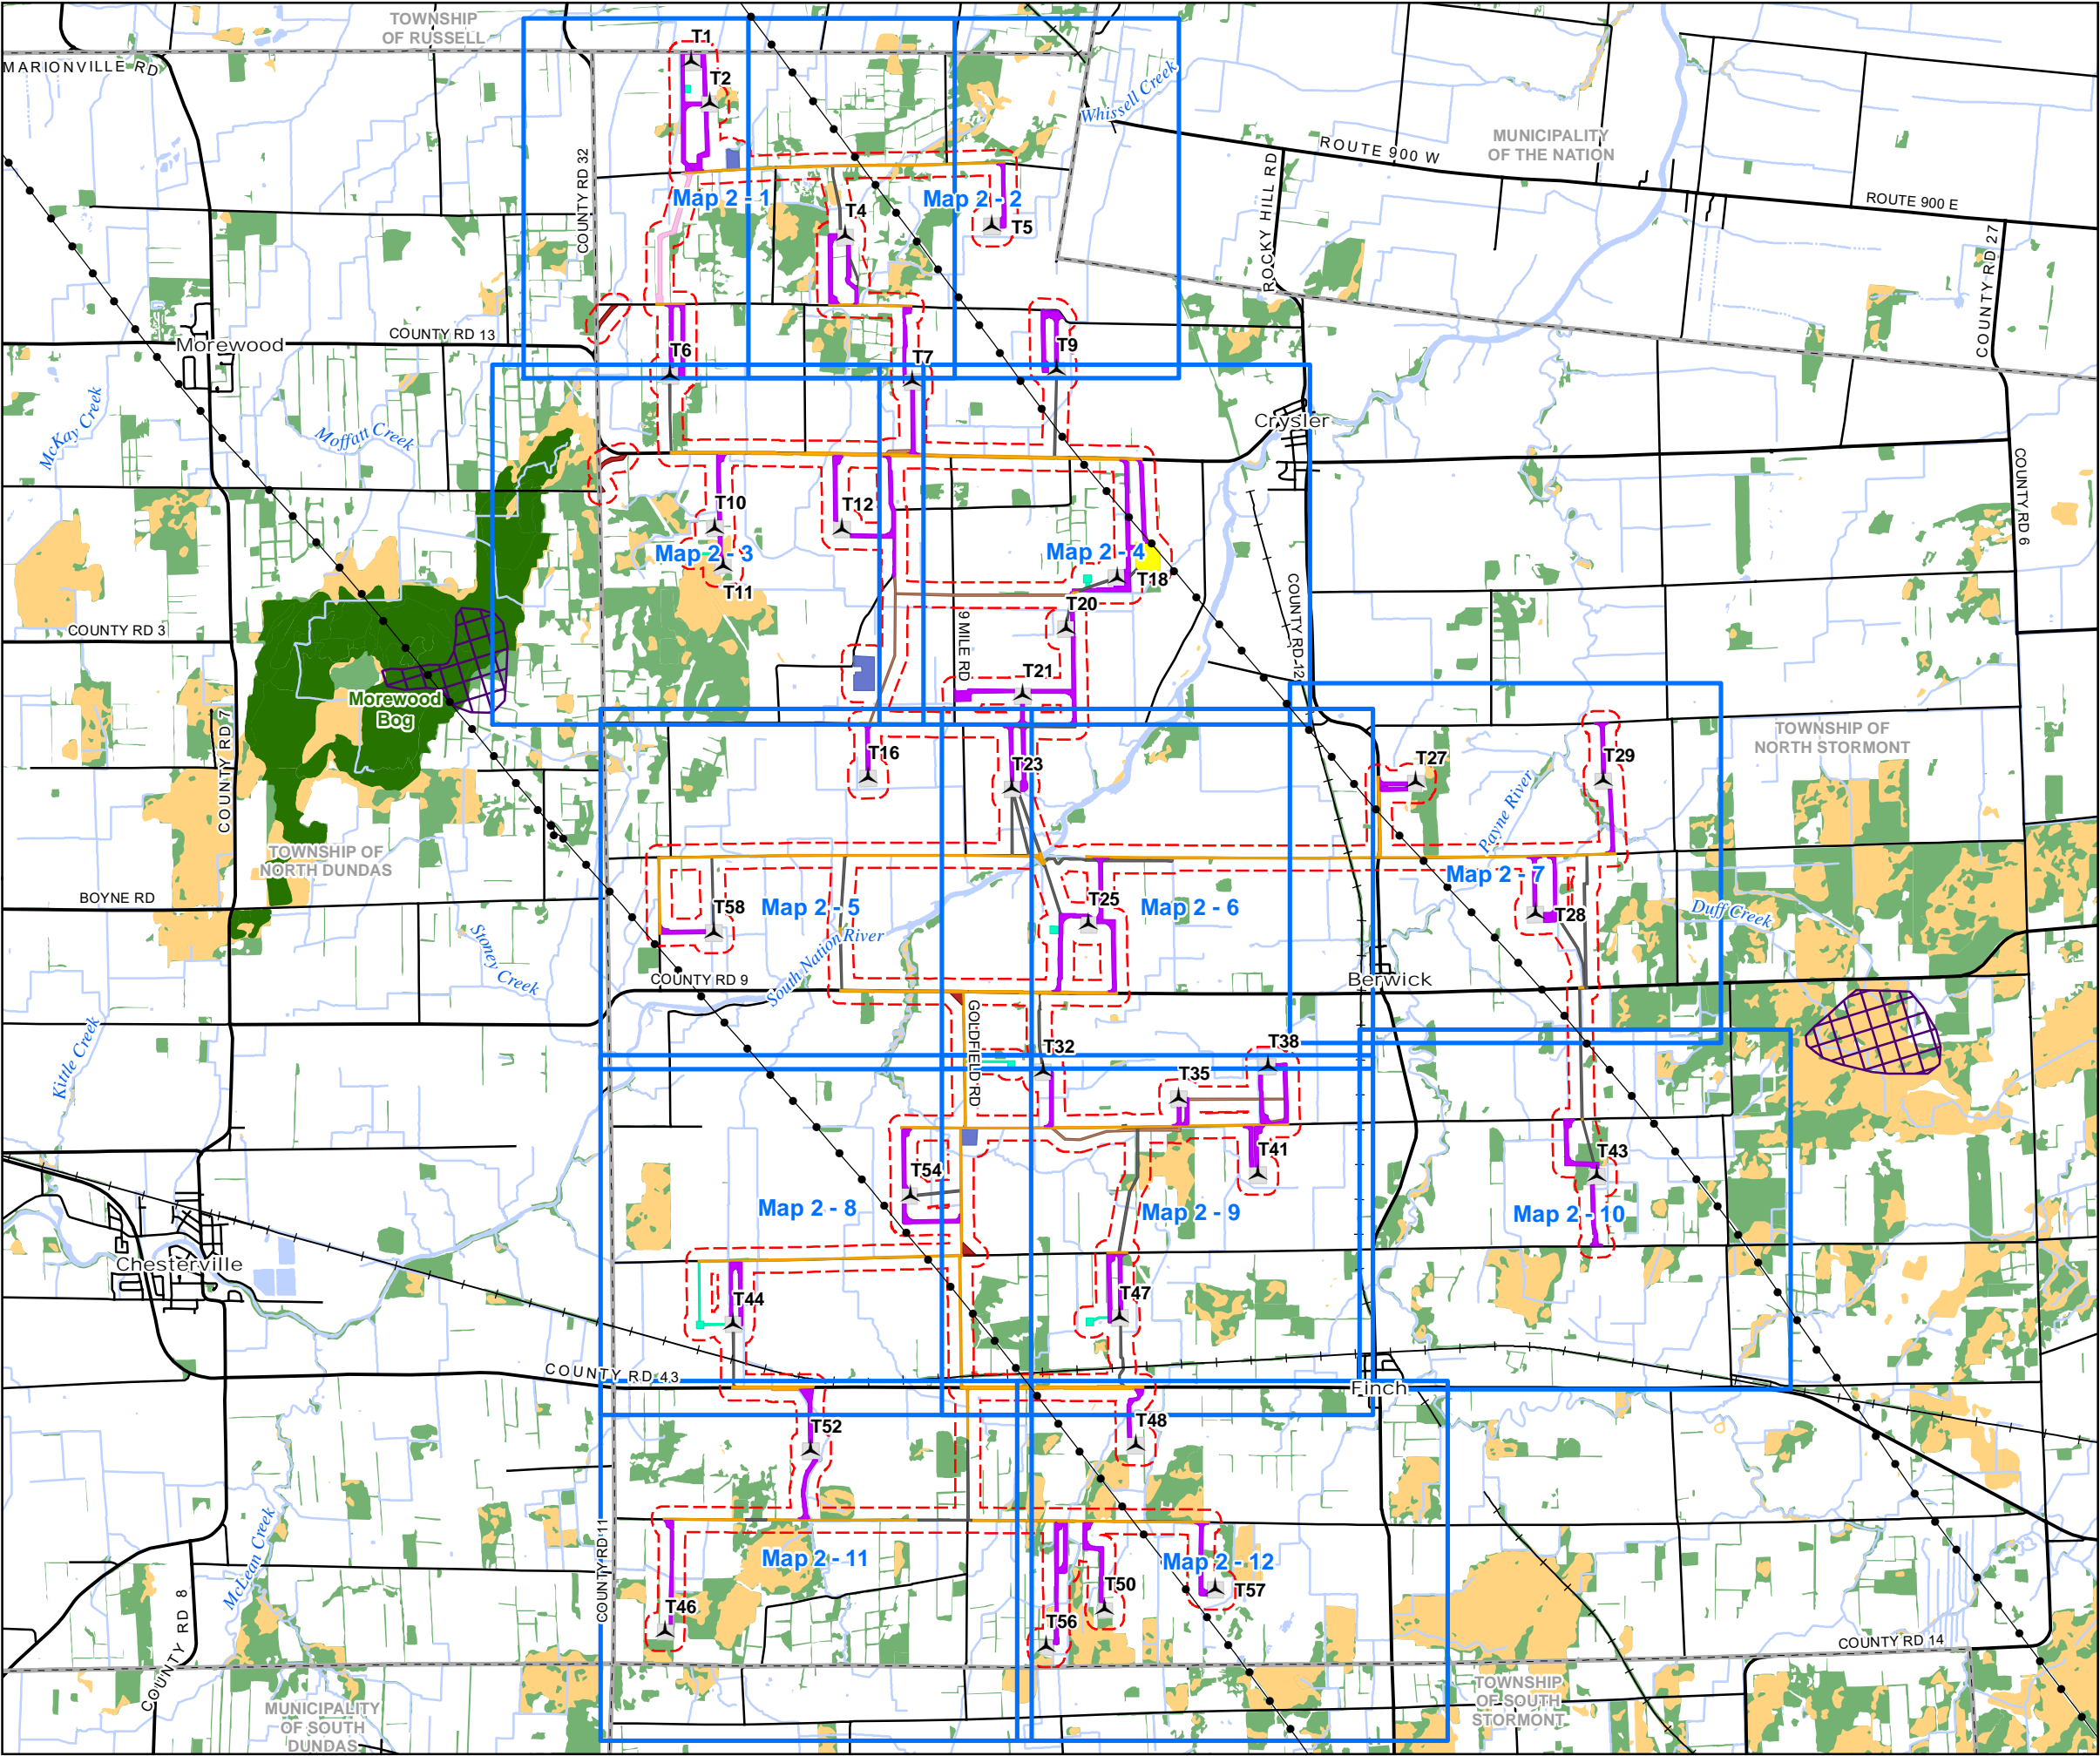 TOWNSHIP
OF RUSSELL
T1
MARIONVILLE RD
T2
Whissell Creek
MUNICIPALITY
OF THE NATION
ROUTE 900 W
ROUTE 900 E
COUNTY RD 32
ROCKY HILL RD
COUNTY RD 27
Map 2 - 1
Map 2 - 2
T4
T5
COUNTY RD 13
Morewood
T6
T7
T9
McKay Creek
Moffatt Creek
Crysler
COUNTY RD 6
T10
T12
Map 2 - 3
Map 2 - 4
T11
T18
T20
COUNTY RD 3
9 MILE RD
COUNTY RD 12
T21
Morewood
Bog
COUNTY RD 7
T16
T23
T27
T29
TOWNSHIP OF
NORTH STORMONT
Payne River
TOWNSHIP OF
NORTH DUNDAS
BOYNE RD
T58
Map 2 - 5
T25
Map 2 - 6
Map 2 - 7
T28
Duff Creek
Stoney Creek
South Nation River
COUNTY RD 9
Berwick
Kittle Creek
GOLDFIELD RD
T32
T38
T35
T41
T43
T54
Map 2 - 8
Map 2 - 9
Map 2 - 10
Chesterville
T44
T47
COUNTY RD 43
Finch
T52
T48
McLean Creek
COUNTY RD 11
Map 2 - 11
Map 2 - 12
T46
T50
T57
T56
COUNTY RD 8
COUNTY RD 14
MUNICIPALITY
OF SOUTH
DUNDAS
TOWNSHIP
OF SOUTH
STORMONT